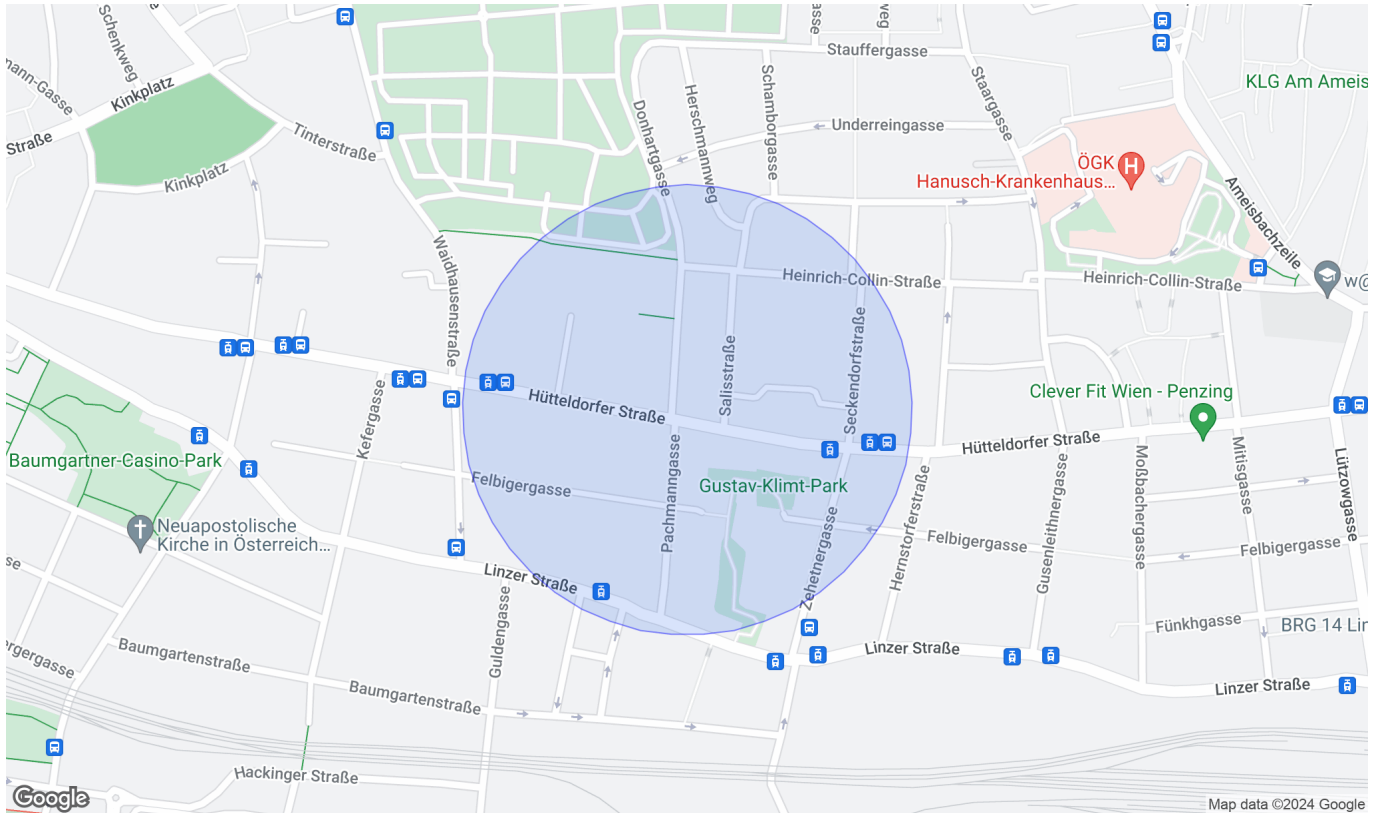 Schenkweg
weg
Stauffergasse
Kinkplatz
Schamborgasse
Staargasse
KLG Am Ameis
Donhartgasse
Herschmannweg
Straße
Tinterstraße
Underreingasse
ÖGK
Hanusch-Krankenhaus...
Kinkplatz
Ameisbachzeile
Waidhausenstraße
Heinrich-Collin-Straße
Heinrich-Collin-Straße
w@
Salisstraße
Seckendorfstraße
Clever Fit Wien - Penzing
Hütteldorfer Straße
Kefergasse
Hütteldorfer Straße
Baumgartner-Casino-Park
Mitisgasse
Lützowgasse
Moßbachergasse
Gusenleithnergasse
Felbigergasse
Gustav-Klimt-Park
Pachmanngasse
Hernstorferstraße
Neuapostolische
Kirche in Österreich...
Felbigergasse
Felbigergasse
Zehetnergasse
Linzer Straße
Guldengasse
Fünkhgasse
BRG 14 Lin
Baumgartenstraße
Linzer Straße
Baumgartenstraße
Linzer Straße
Hackinger Straße
Google
Map data ©2024 Google